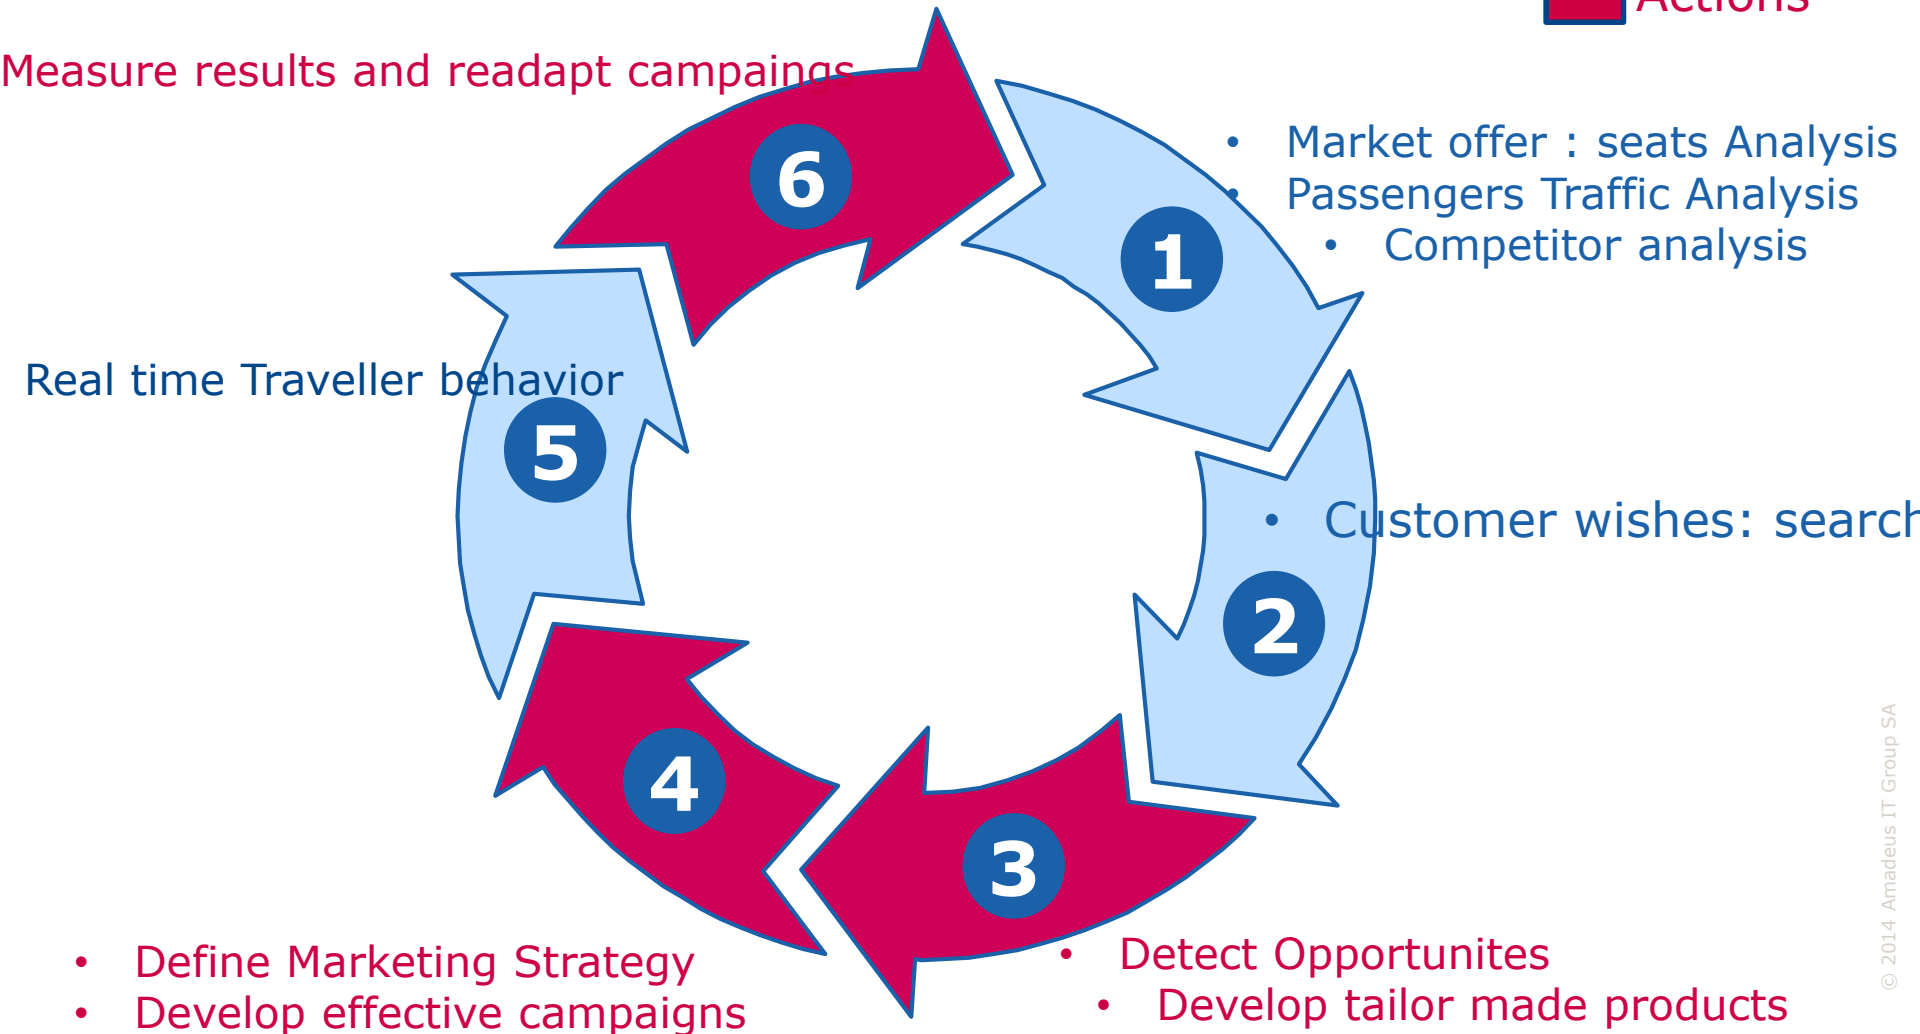 Actions
Measure results and readapt campaings
6
• Market offer : seats Analysis
• Passengers Traffic Analysis
• Competitor analysis
1
Real time Traveller behavior
5
• Customer wishes: search
2
4
3
• Define Marketing Strategy
• Develop effective campaigns
• Detect Opportunites
• Develop tailor made products
© 2014 Amadeus IT Group SA